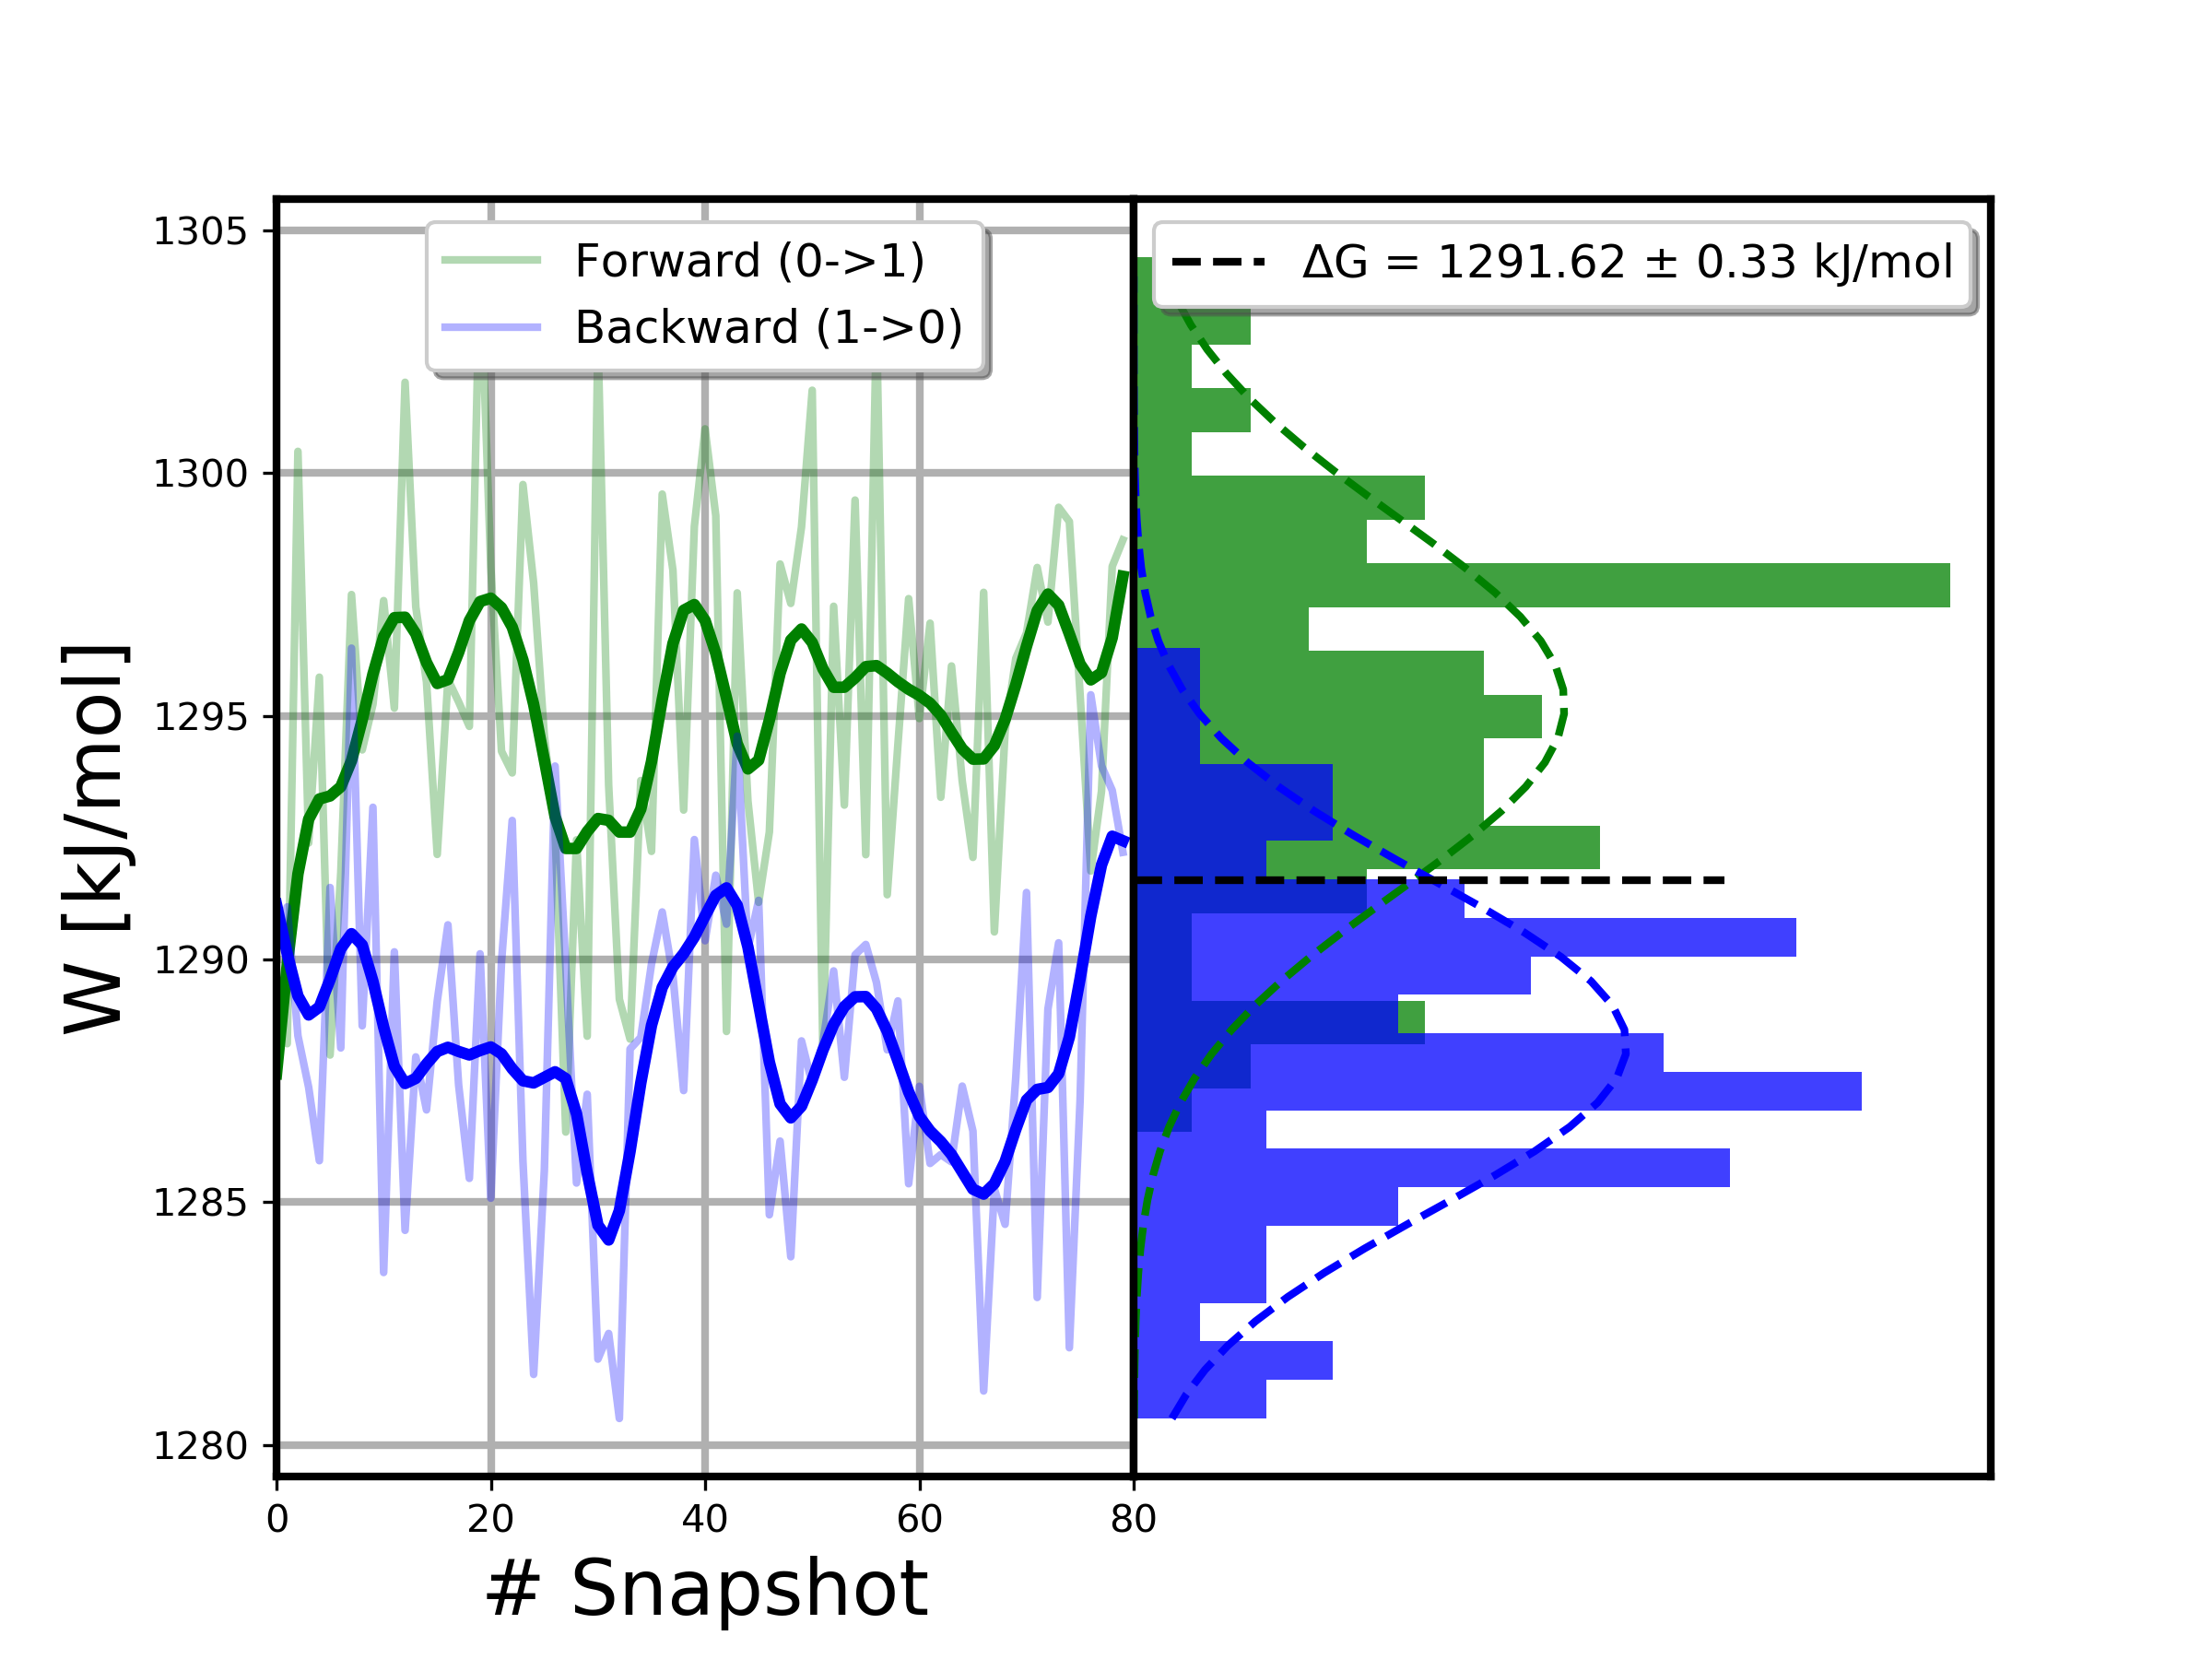 Forward (0->1)
Backward (1->0)
ΔG = 1291.62 ± 0.33 kJ/mol
W [kJ/mol]
1305
1300
1295
1290
1285
1280
0 20 40 60 80
# Snapshot